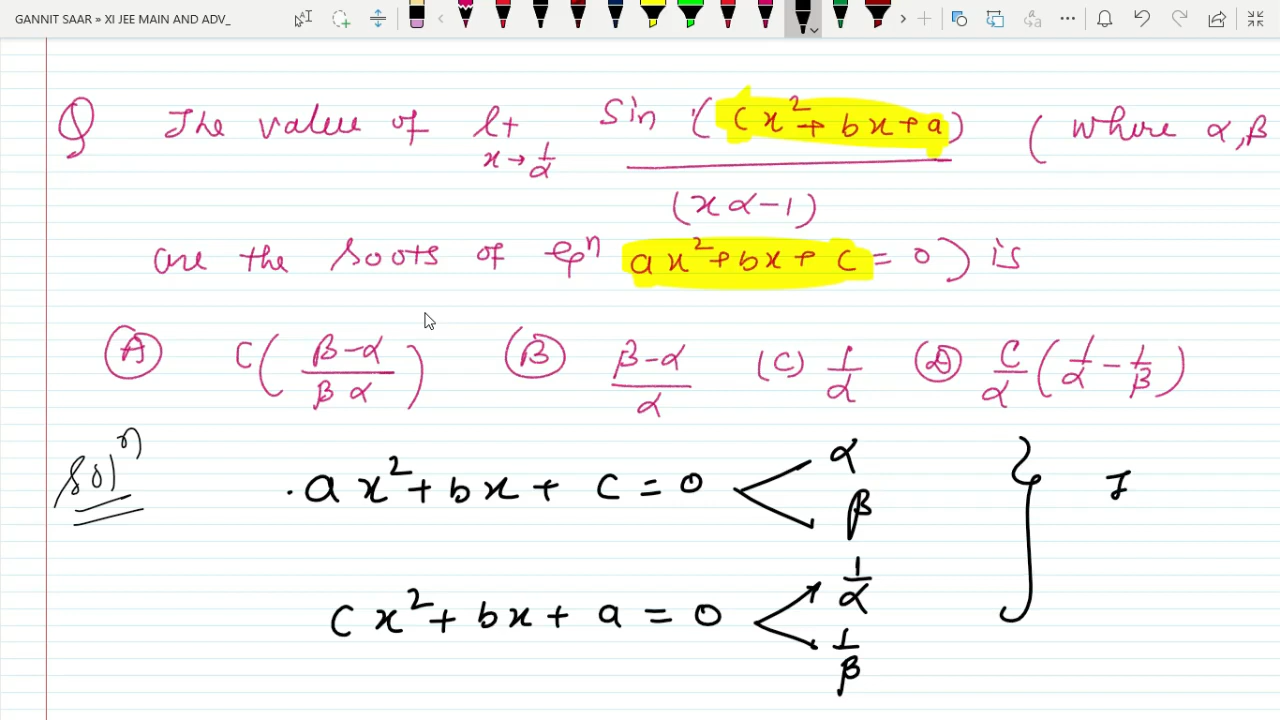 GANNIT SAAR » XI JEE MAIN AND ADV_
Q The value of lt x→1/α Sin (cx²+bx+a) / (xα-1) (where α,β
are the roots of eqⁿ ax²+bx+c=0) is
(A) C((β-α)/(βα)) (B) (β-α)/α (C) 1/α (D) C/α(1/α - 1/β)
Solⁿ
ax²+bx+c=0 α β
cx²+bx+a=0 1/α 1/β